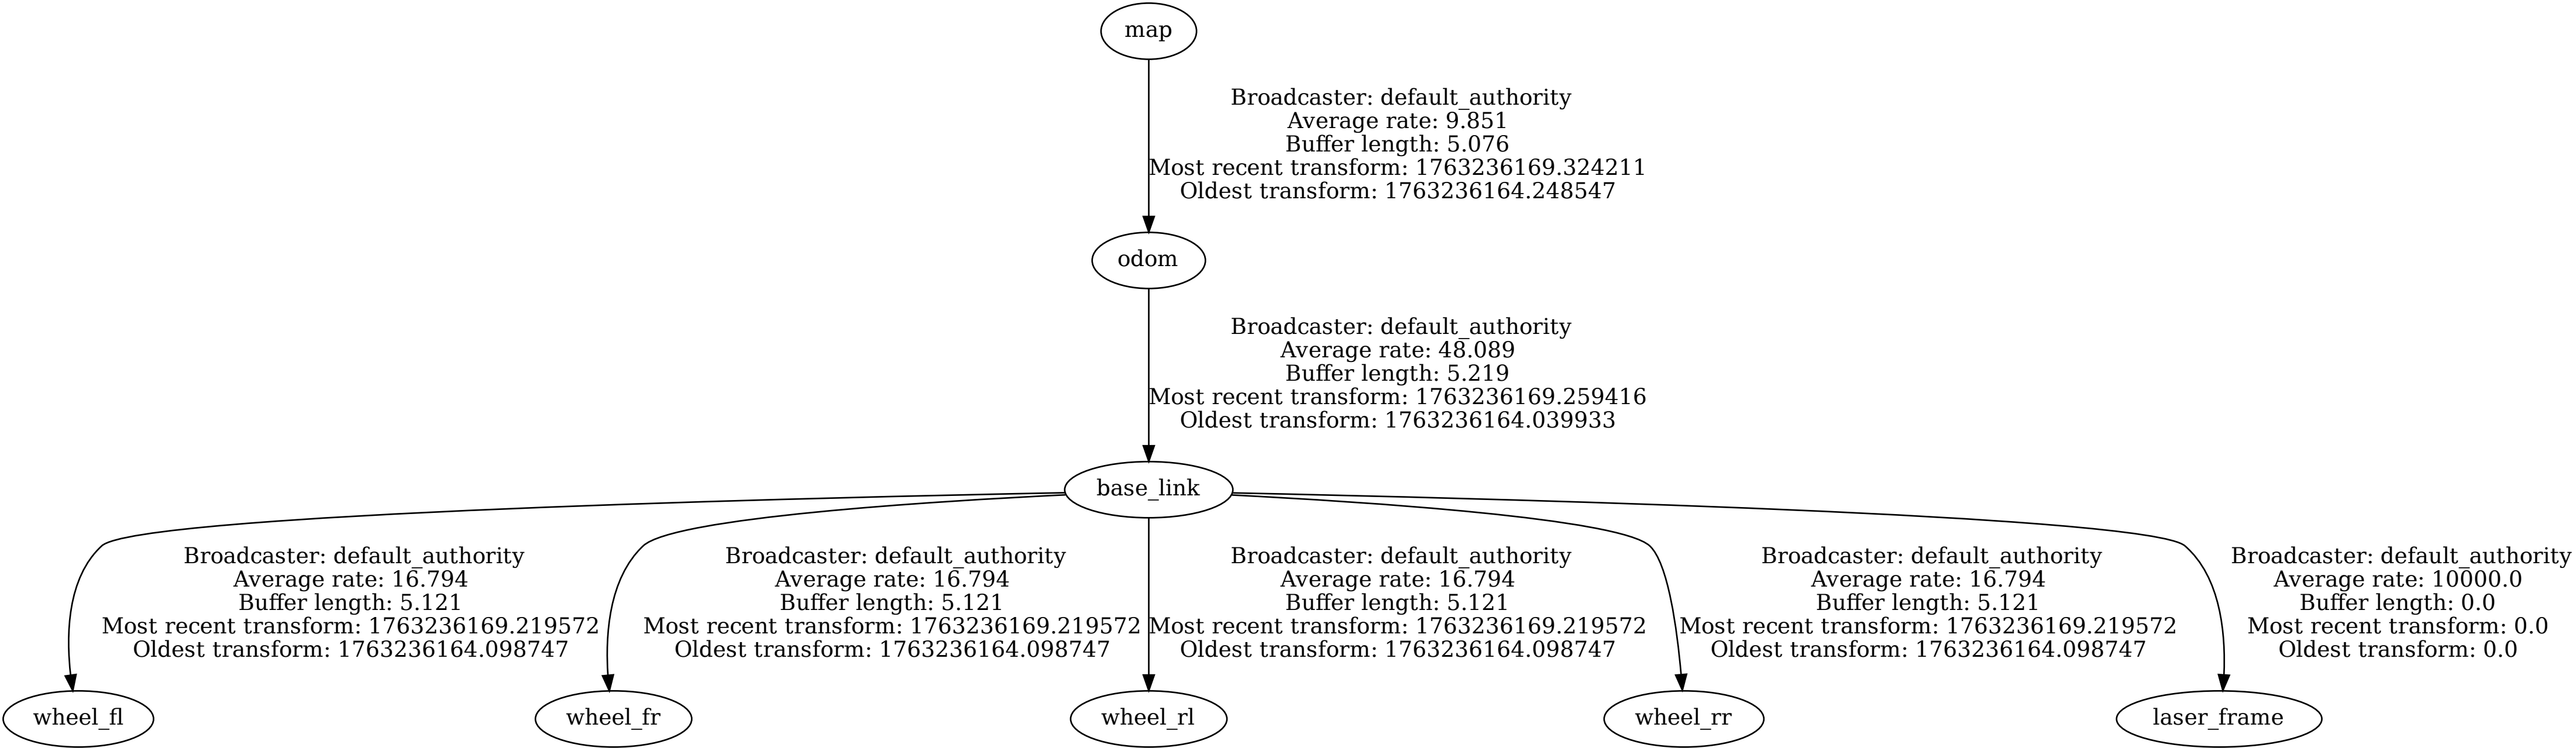 map
Broadcaster: default_authority
Average rate: 9.851
Buffer length: 5.076
Most recent transform: 1763236169.324211
Oldest transform: 1763236164.248547
odom
Broadcaster: default_authority
Average rate: 48.089
Buffer length: 5.219
Most recent transform: 1763236169.259416
Oldest transform: 1763236164.039933
base_link
Broadcaster: default_authority
Average rate: 16.794
Buffer length: 5.121
Most recent transform: 1763236169.219572
Oldest transform: 1763236164.098747
Broadcaster: default_authority
Average rate: 16.794
Buffer length: 5.121
Most recent transform: 1763236169.219572
Oldest transform: 1763236164.098747
Broadcaster: default_authority
Average rate: 16.794
Buffer length: 5.121
Most recent transform: 1763236169.219572
Oldest transform: 1763236164.098747
Broadcaster: default_authority
Average rate: 16.794
Buffer length: 5.121
Most recent transform: 1763236169.219572
Oldest transform: 1763236164.098747
Broadcaster: default_authority
Average rate: 10000.0
Buffer length: 0.0
Most recent transform: 0.0
Oldest transform: 0.0
wheel_fl
wheel_fr
wheel_rl
wheel_rr
laser_frame